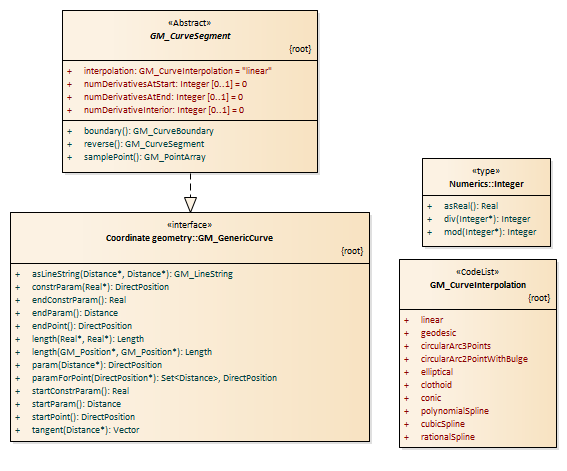 «Abstract»
GM_CurveSegment
{root}
+ interpolation: GM_CurveInterpolation = "linear"
+ numDerivativesAtStart: Integer [0..1] = 0
+ numDerivativesAtEnd: Integer [0..1] = 0
+ numDerivativeInterior: Integer [0..1] = 0
+ boundary(): GM_CurveBoundary
+ reverse(): GM_CurveSegment
+ samplePoint(): GM_PointArray
«interface»
Coordinate geometry::GM_GenericCurve
{root}
+ asLineString(Distance*, Distance*): GM_LineString
+ constrParam(Real*): DirectPosition
+ endConstrParam(): Real
+ endParam(): Distance
+ endPoint(): DirectPosition
+ length(Real*, Real*): Length
+ length(GM_Position*, GM_Position*): Length
+ param(Distance*): DirectPosition
+ paramForPoint(DirectPosition*): Set<Distance>, DirectPosition
+ startConstrParam(): Real
+ startParam(): Distance
+ startPoint(): DirectPosition
+ tangent(Distance*): Vector
«type»
Numerics::Integer
+ asReal(): Real
+ div(Integer*): Integer
+ mod(Integer*): Integer
«CodeList»
GM_CurveInterpolation
{root}
+ linear
+ geodesic
+ circularArc3Points
+ circularArc2PointWithBulge
+ elliptical
+ clothoid
+ conic
+ polynomialSpline
+ cubicSpline
+ rationalSpline